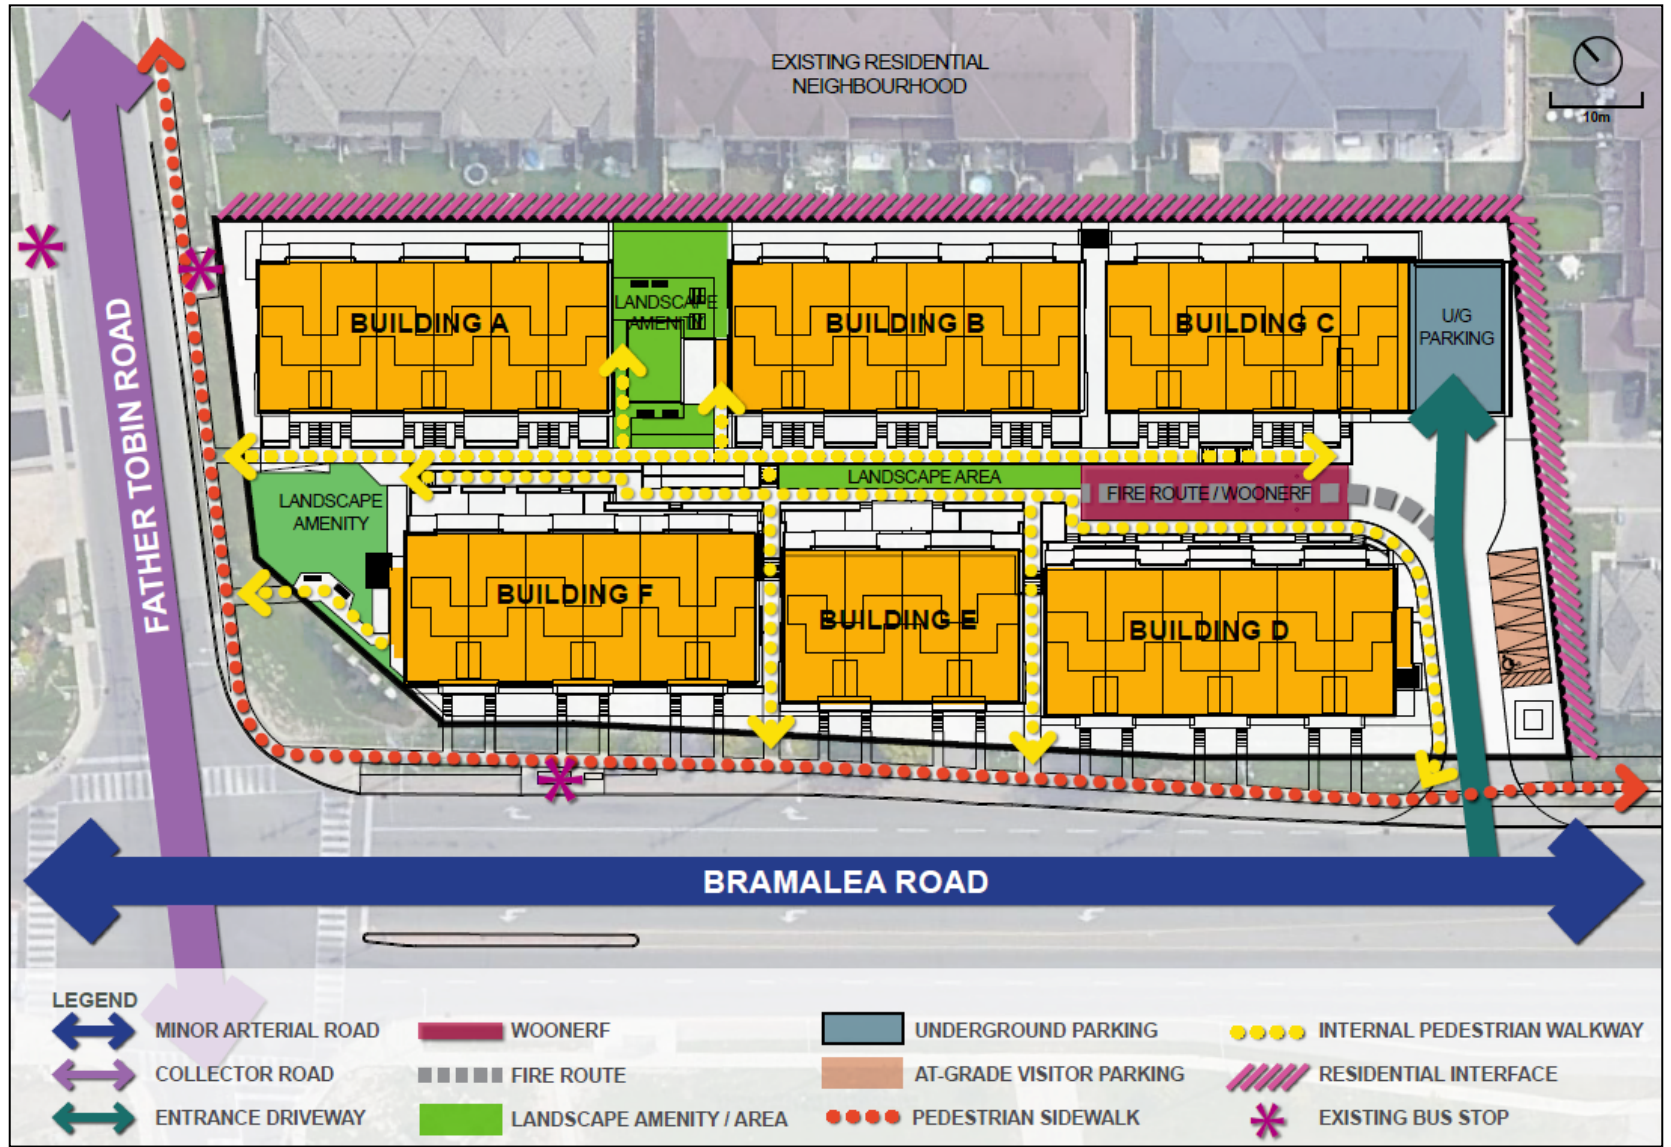 EXISTING RESIDENTIAL
NEIGHBOURHOOD
10m
FATHER TOBIN ROAD
BUILDING A
LANDSCAPE
AMENITY
BUILDING B
BUILDING C
U/G
PARKING
LANDSCAPE
AMENITY
LANDSCAPE AREA
FIRE ROUTE / WOONERF
BUILDING F
BUILDING E
BUILDING D
BRAMALEA ROAD
LEGEND
MINOR ARTERIAL ROAD
COLLECTOR ROAD
ENTRANCE DRIVEWAY
WOONERF
FIRE ROUTE
LANDSCAPE AMENITY / AREA
UNDERGROUND PARKING
AT-GRADE VISITOR PARKING
PEDESTRIAN SIDEWALK
INTERNAL PEDESTRIAN WALKWAY
RESIDENTIAL INTERFACE
EXISTING BUS STOP